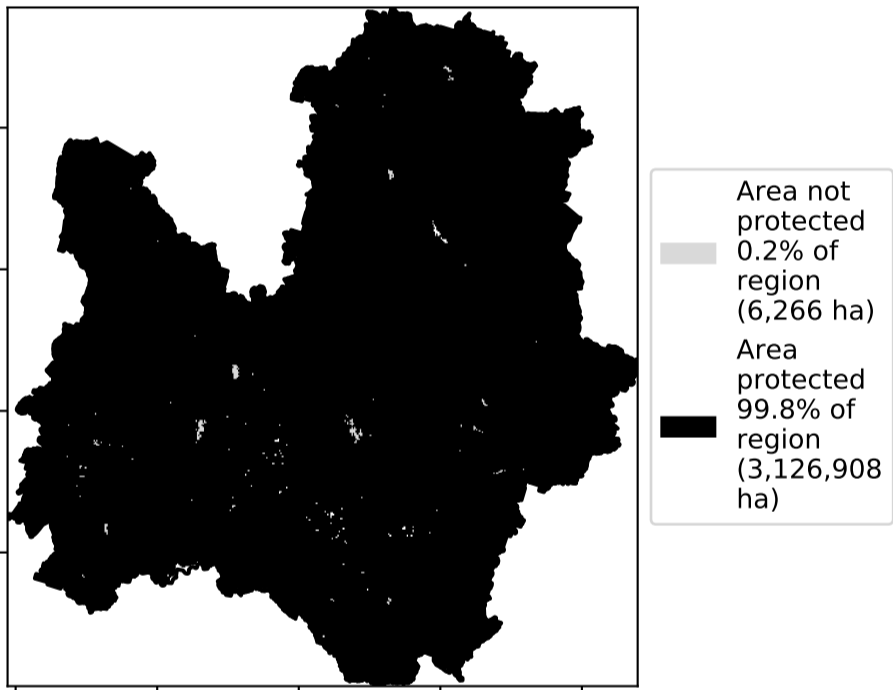 Area not
protected
0.2% of
region
(6,266 ha)
Area
protected
99.8% of
region
(3,126,908
ha)